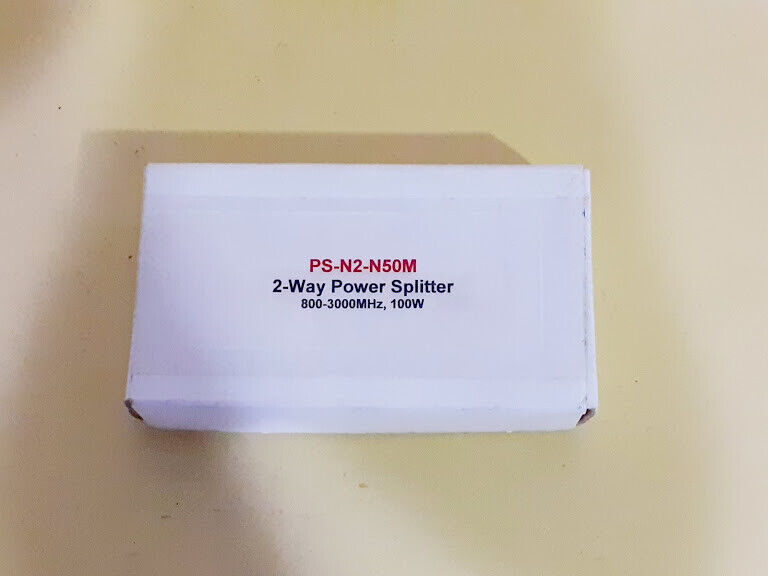 PS-N2-N50M
2-Way Power Splitter
800-3000MHz, 100W